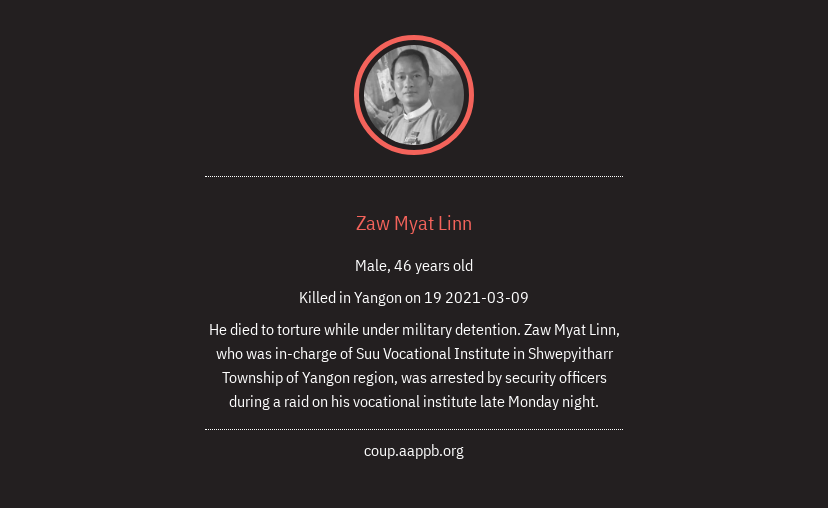 Zaw Myat Linn
Male, 46 years old
Killed in Yangon on 19 2021-03-09
He died to torture while under military detention. Zaw Myat Linn,
who was in-charge of Suu Vocational Institute in Shwepyitharr
Township of Yangon region, was arrested by security officers
during a raid on his vocational institute late Monday night.
coup.aappb.org